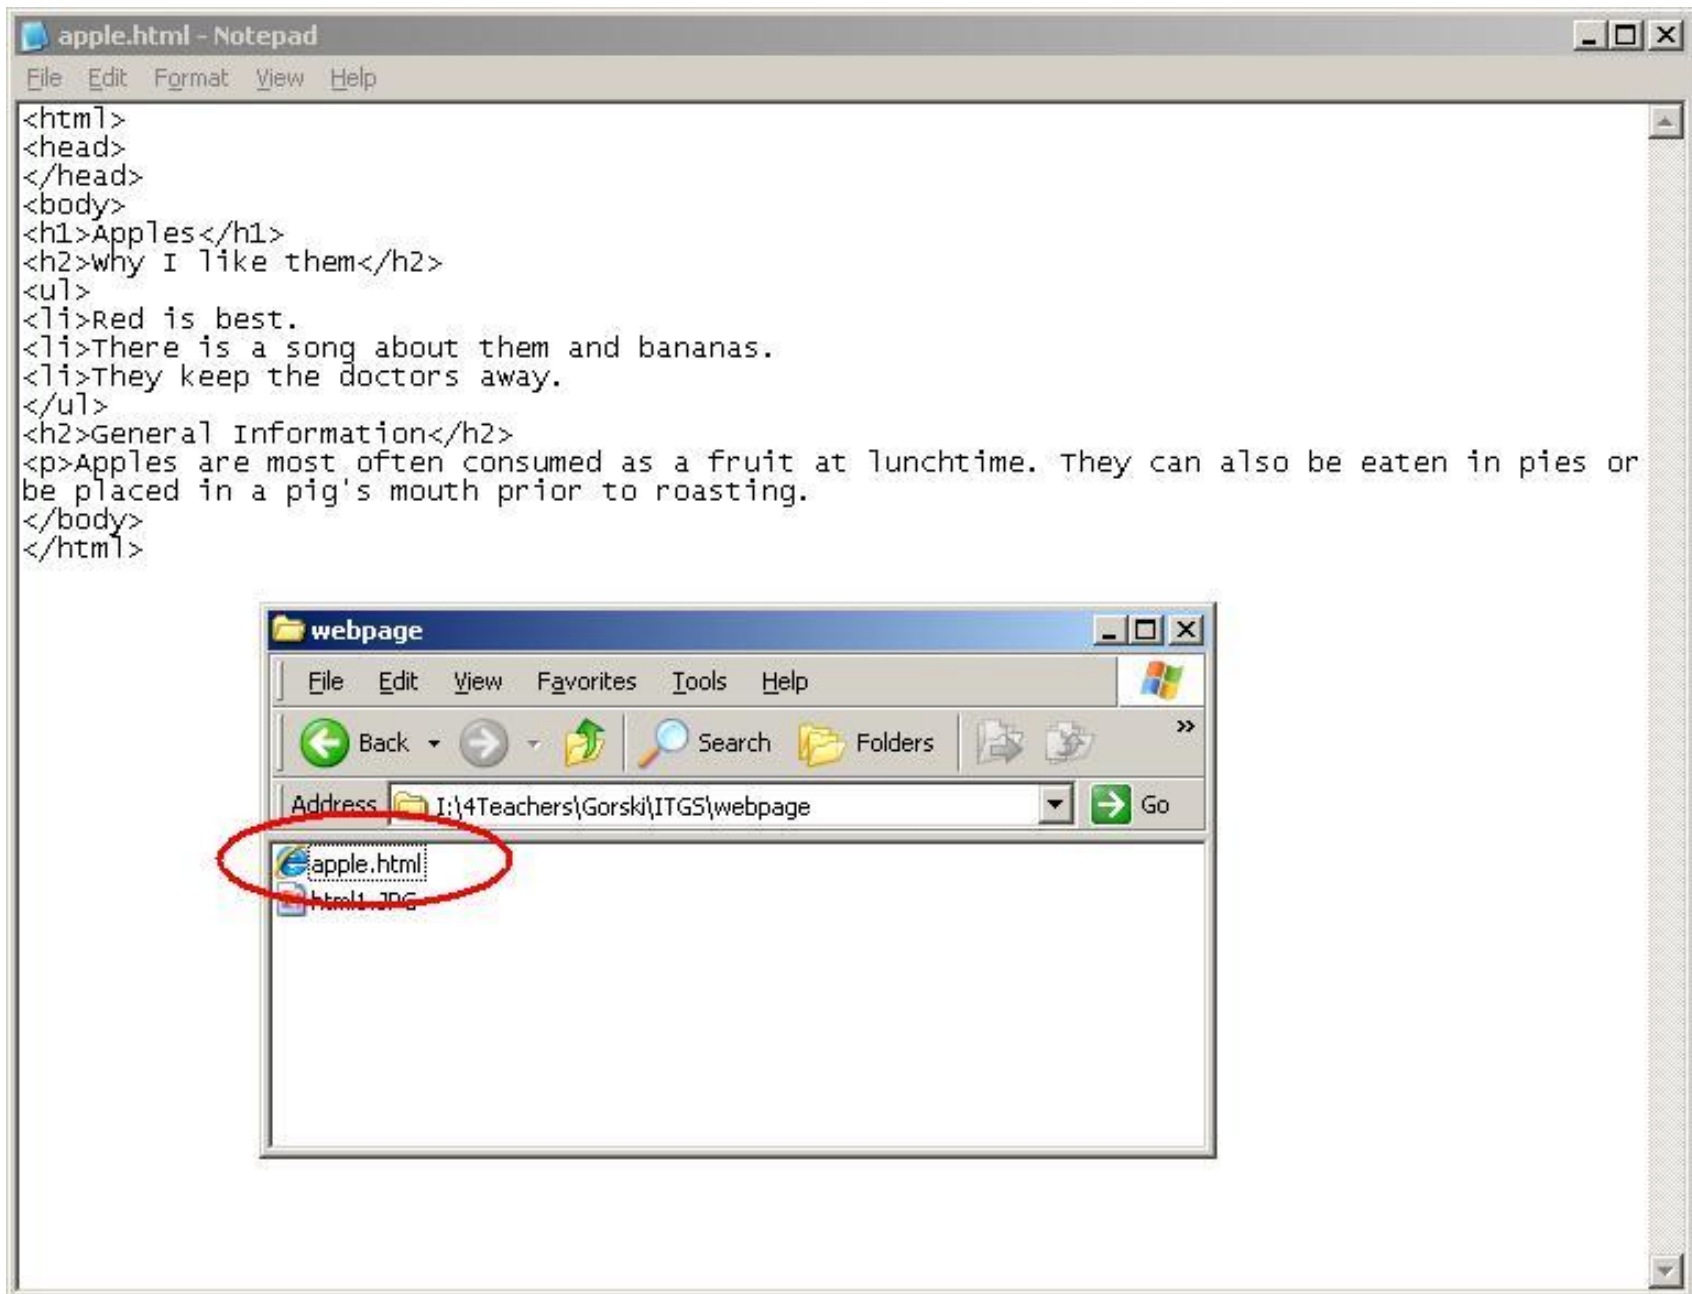 apple.html - Notepad
File Edit Format View Help
<html>
<head>
</head>
<body>
<h1>Apples</h1>
<h2>Why I like them</h2>
<ul>
<li>Red is best.
<li>There is a song about them and bananas.
<li>They keep the doctors away.
</ul>
<h2>General Information</h2>
<p>Apples are most often consumed as a fruit at lunchtime. They can also be eaten in pies or
be placed in a pig's mouth prior to roasting.
</body>
</html>
webpage
File Edit View Favorites Tools Help
Back Search Folders »
Address I:\4Teachers\Gorski\ITGS\webpage Go
apple.html
html1.JPG